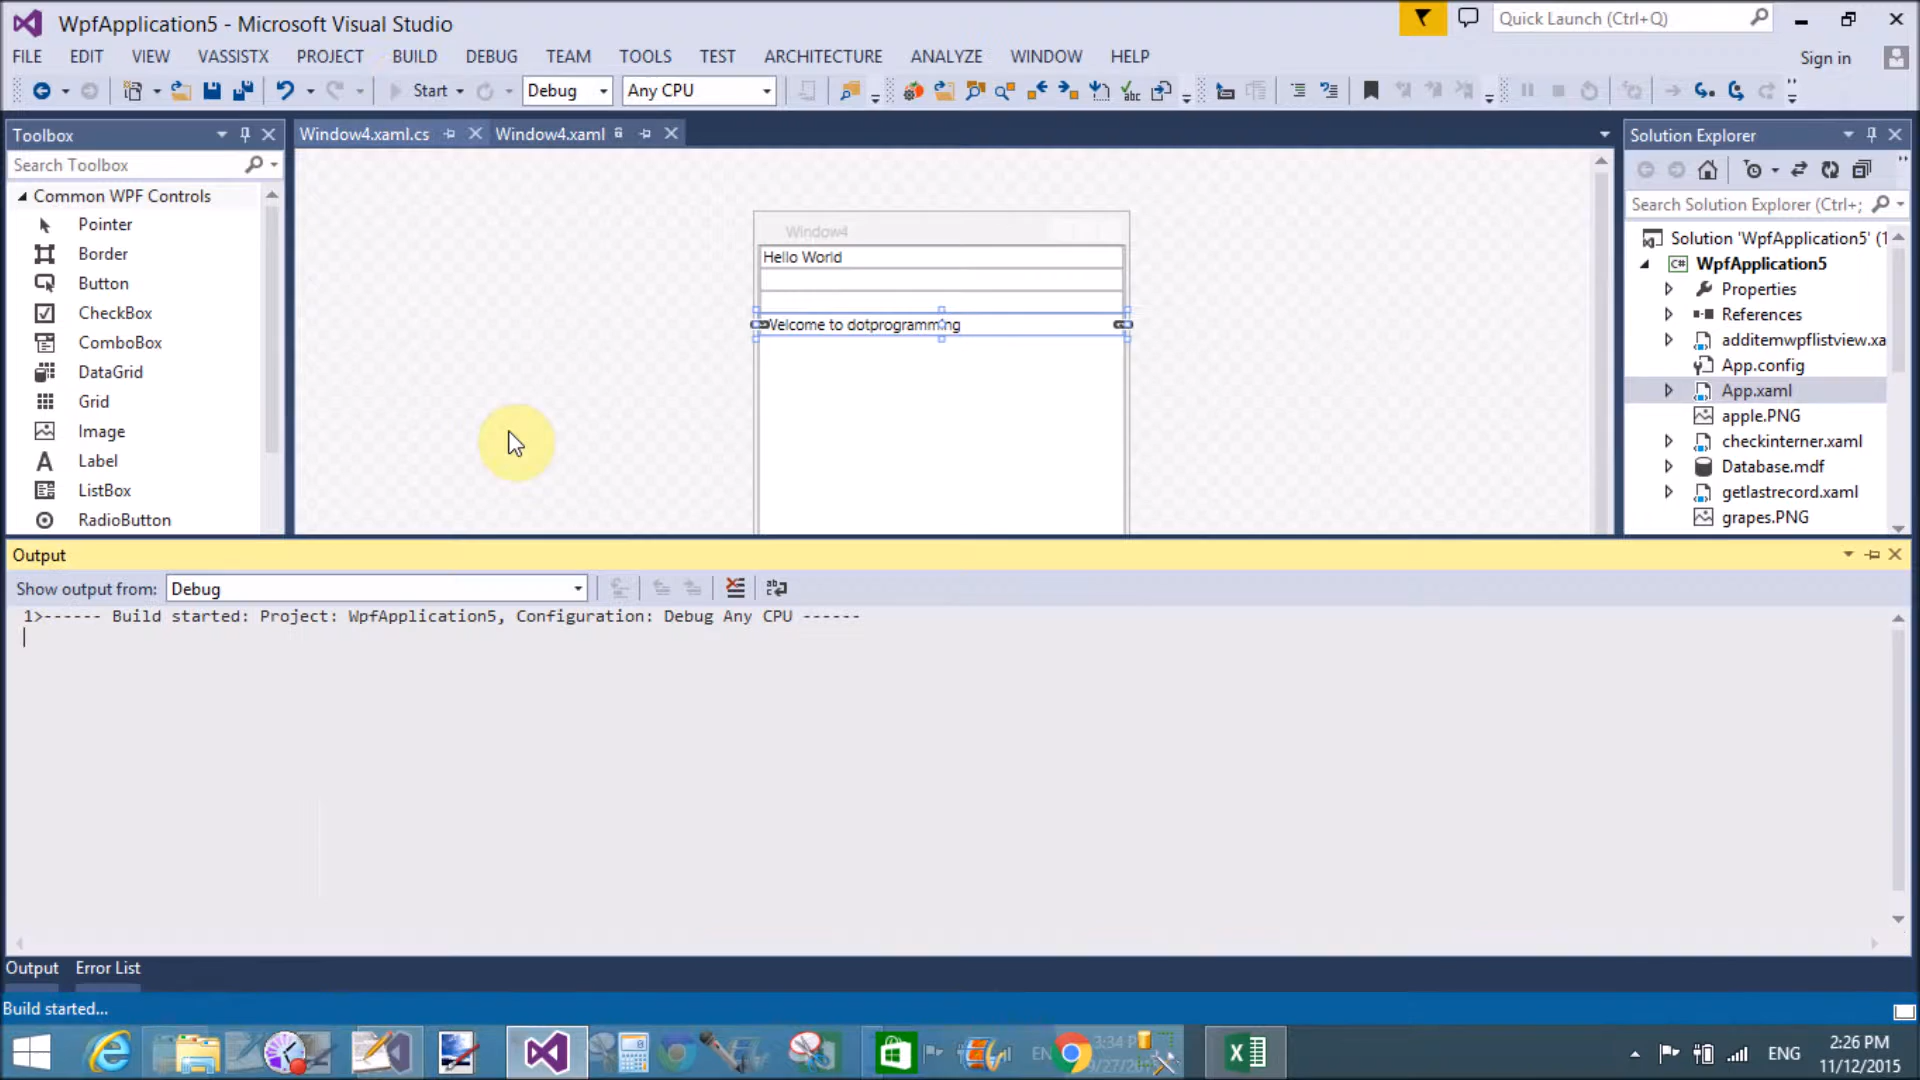 WpfApplication5 - Microsoft Visual Studio
Quick Launch (Ctrl+Q)
FILE EDIT VIEW VASSISTX PROJECT BUILD DEBUG TEAM TOOLS TEST ARCHITECTURE ANALYZE WINDOW HELP
Sign in
Start Debug Any CPU
Toolbox
Window4.xaml.cs Window4.xaml
Solution Explorer
Search Toolbox
Search Solution Explorer (Ctrl+;
Common WPF Controls
Pointer
Border
Button
CheckBox
ComboBox
DataGrid
Grid
Image
Label
ListBox
RadioButton
Window4
Hello World
Welcome to dotprogramming
Solution 'WpfApplication5' (1
C# WpfApplication5
Properties
References
additemwpflistview.xa
App.config
App.xaml
apple.PNG
checkinterner.xaml
Database.mdf
getlastrecord.xaml
grapes.PNG
Output
Show output from: Debug
1>------ Build started: Project: WpfApplication5, Configuration: Debug Any CPU ------
Output Error List
Build started...
ENG
2:26 PM
11/12/2015